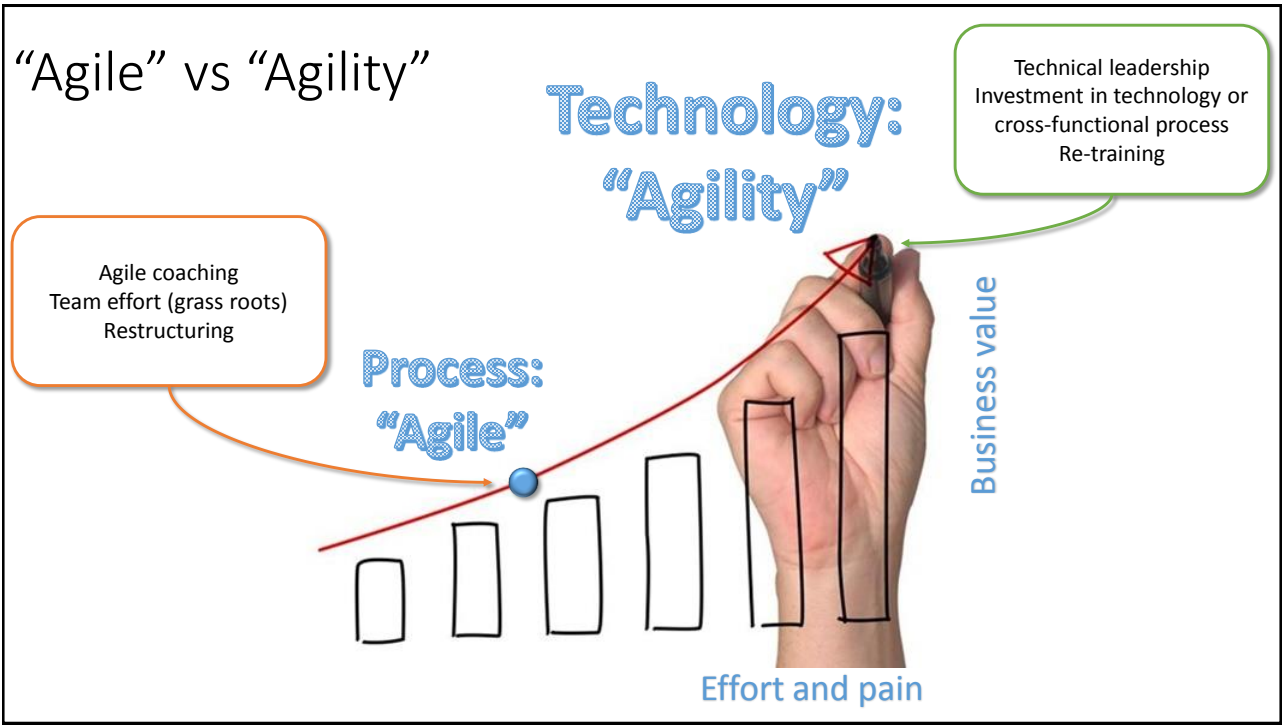 “Agile” vs “Agility”
Technology:
“Agility”
Technical leadership
Investment in technology or
cross-functional process
Re-training
Agile coaching
Team effort (grass roots)
Restructuring
Process:
“Agile”
Business value
Effort and pain